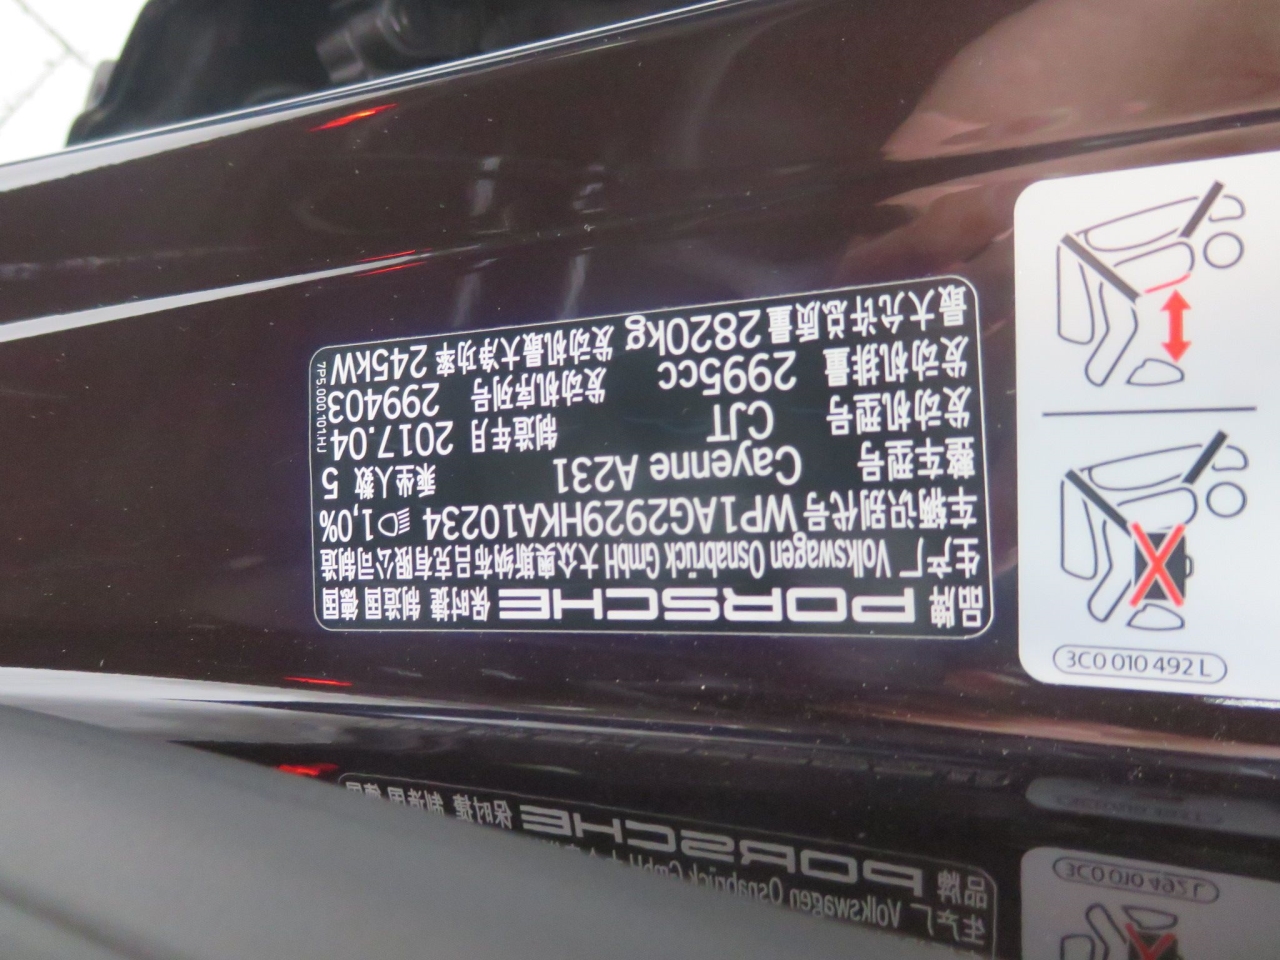 品牌 PORSCHE 保时捷 制造国 德国
生产厂 Volkswagen Osnabrück GmbH 大众奥斯纳布吕克有限公司制造
车辆识别代号 WP1AG2929HKA10234 1,0%
整车型号 Cayenne A231 乘坐人数 5
发动机型号 CJT 制造年月 2017.04
发动机排量 2995cc 发动机序列号 299403
最大允许总质量 2820kg 发动机最大净功率 245kW
7P5.000.101.HJ
3C0 010 492 L